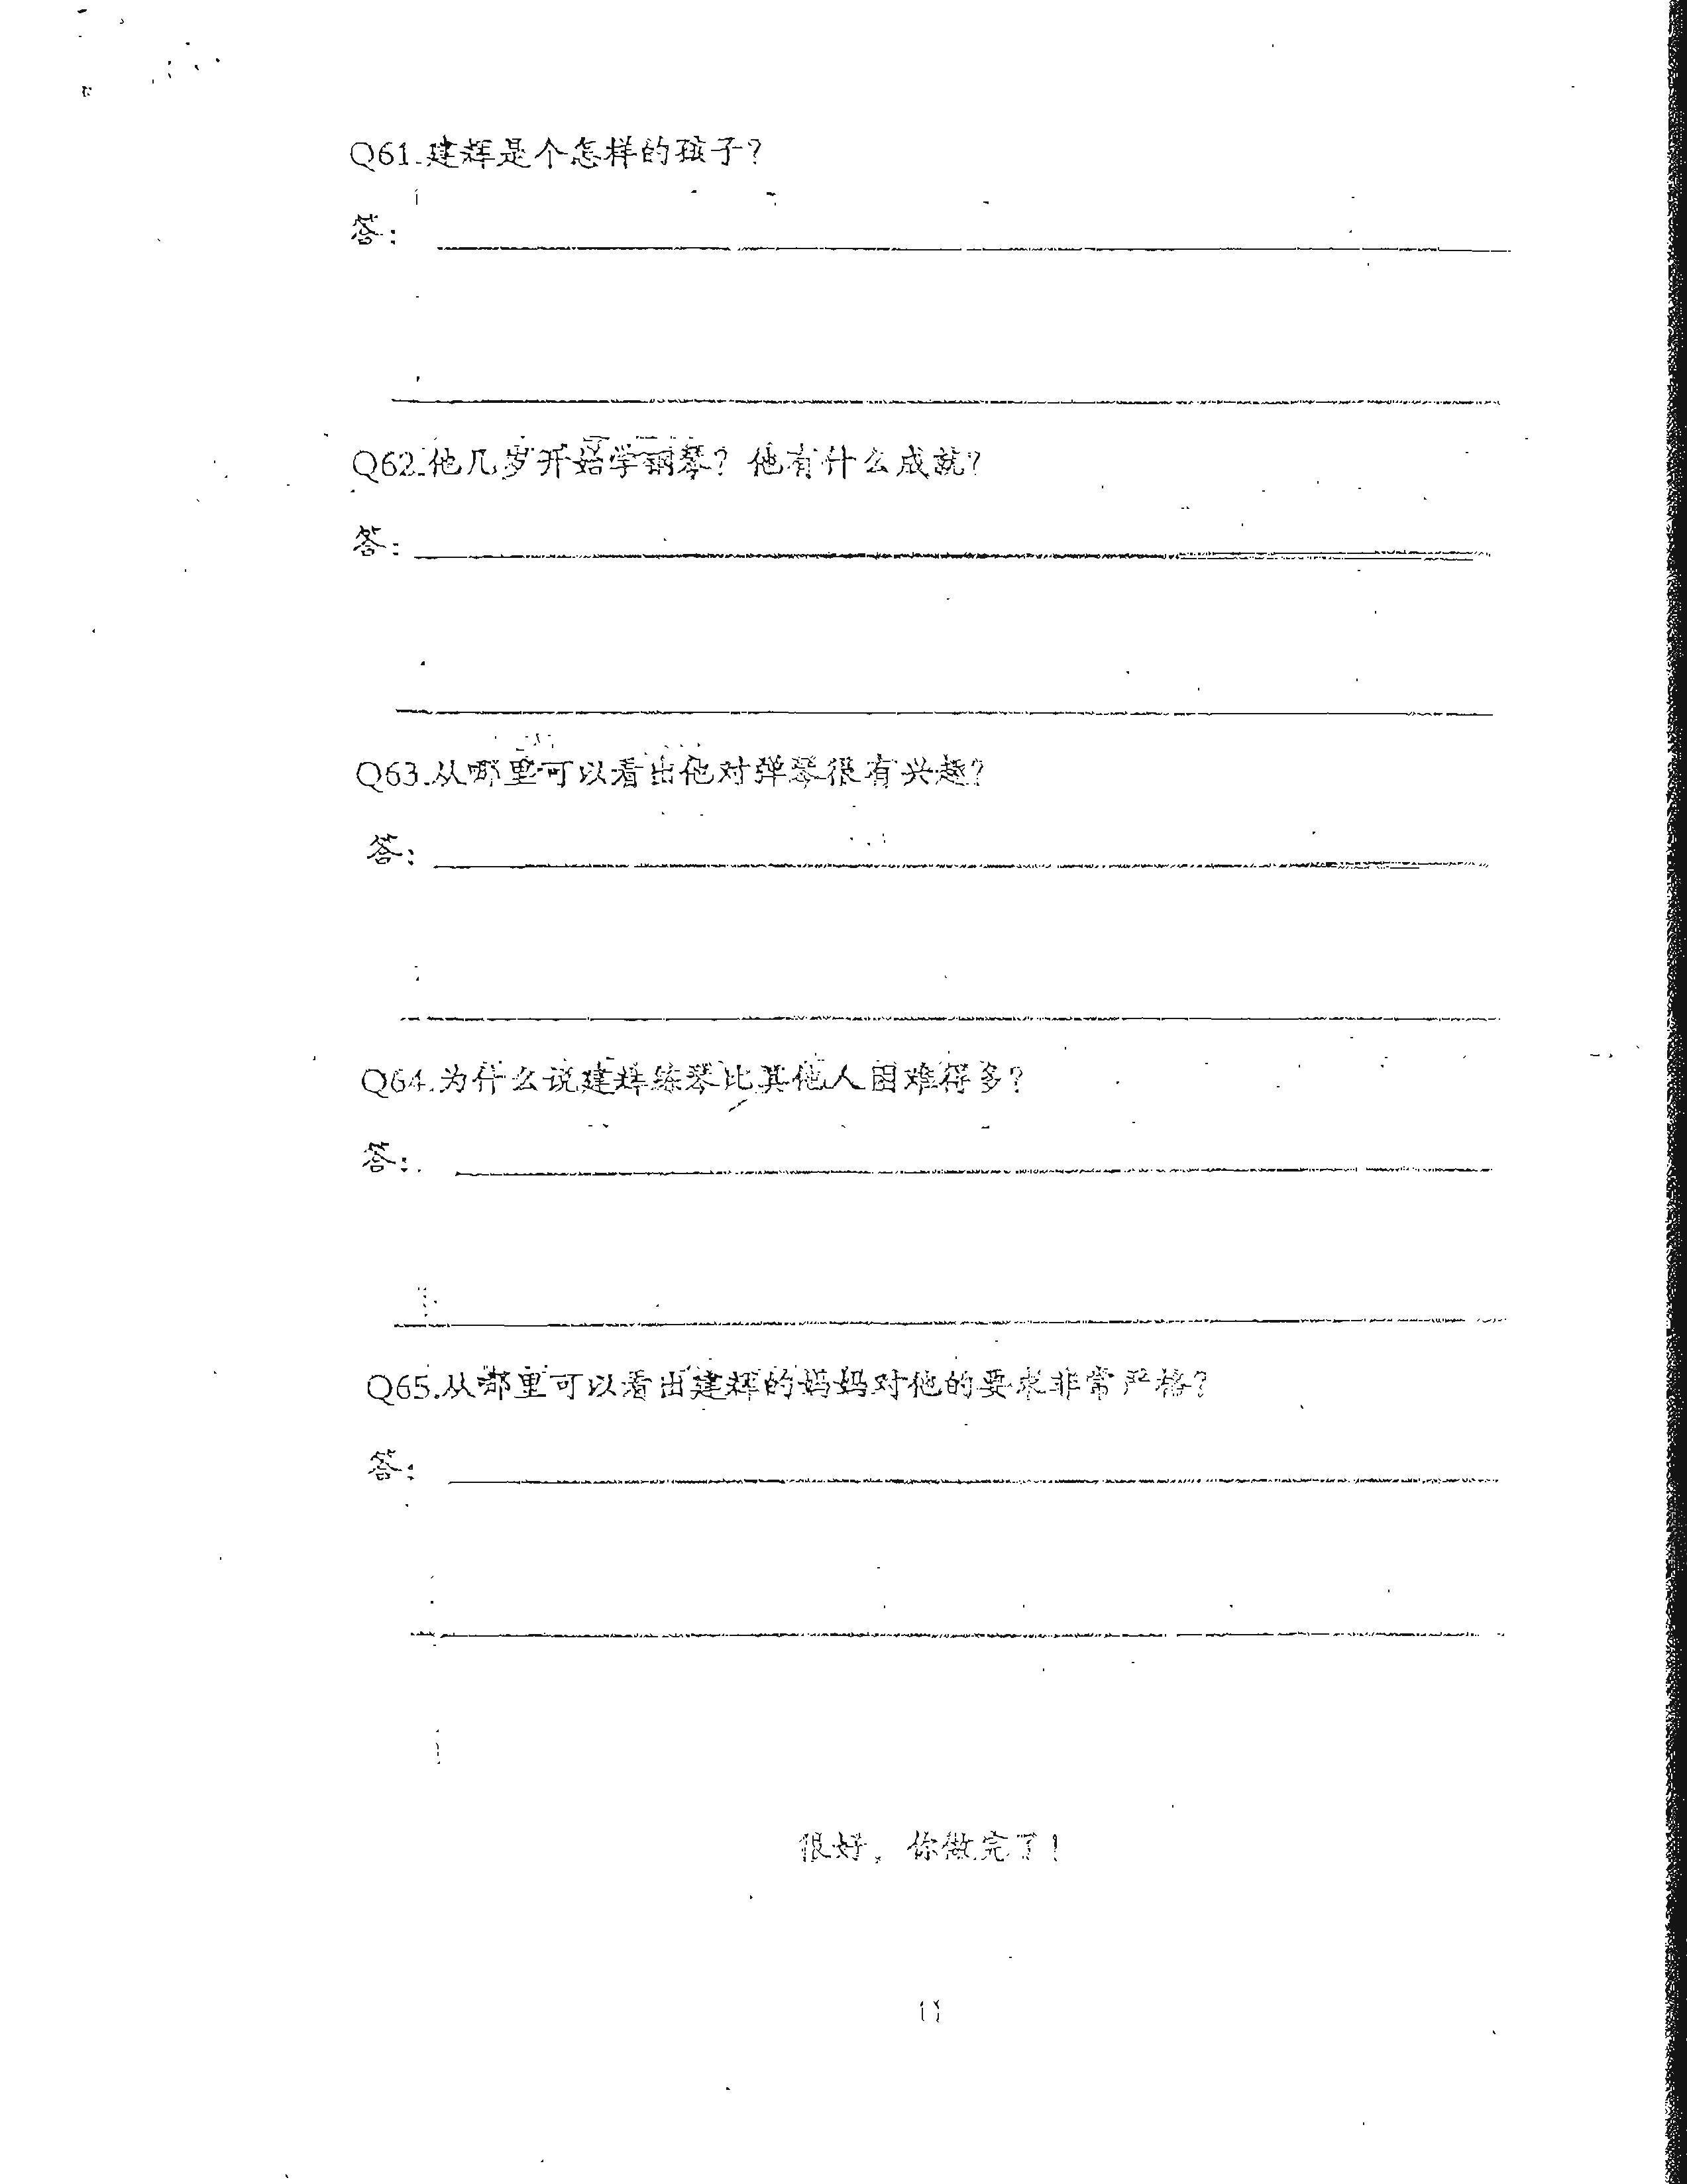 Q61.建辉是个怎样的孩子?
答:
Q62.他几岁开始学钢琴? 他有什么成就?
答:
Q63.从哪里可以看出他对弹琴很有兴趣?
答:
Q64.为什么说建辉练琴比其他人困难得多?
答:
Q65.从哪里可以看出建辉的妈妈对他的要求非常严格?
答:
很好，你做完了!
11